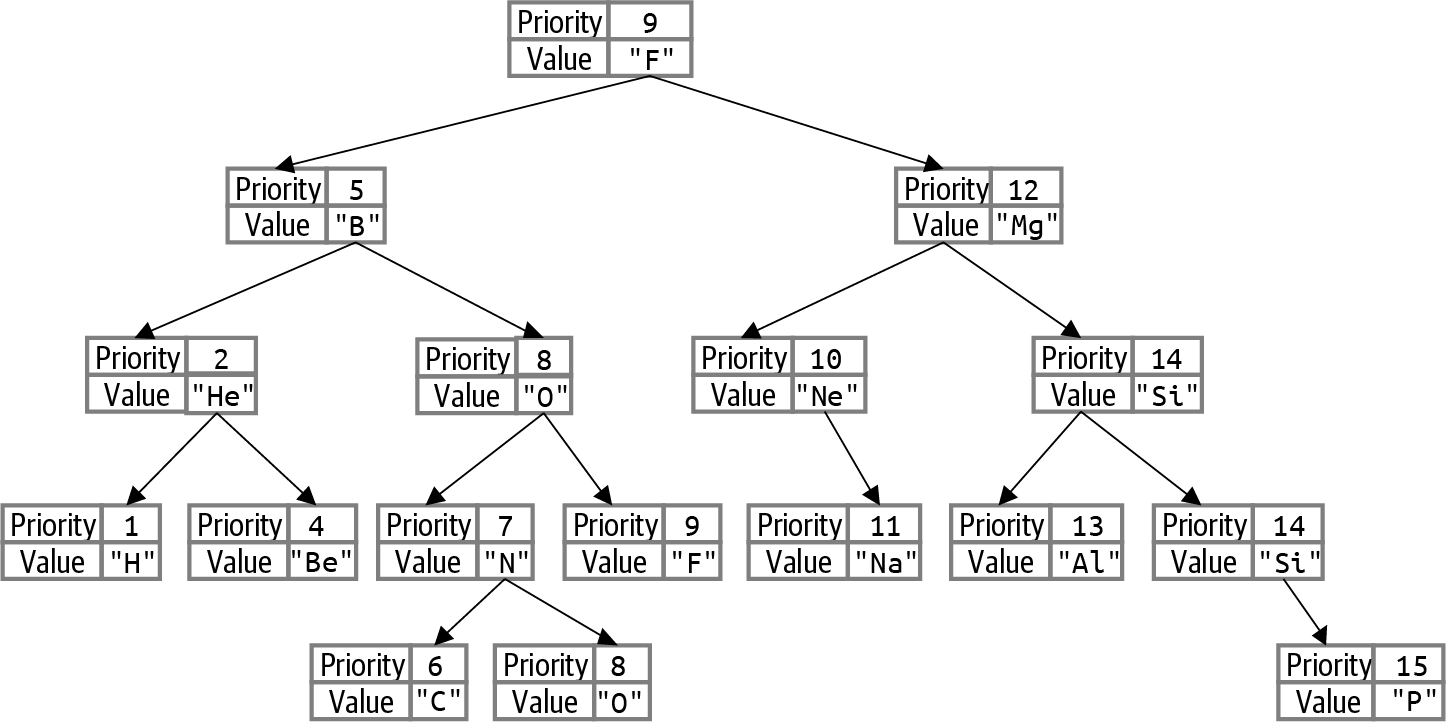 Priority 9
Value "F"
Priority 5
Value "B"
Priority 12
Value "Mg"
Priority 2
Value "He"
Priority 8
Value "O"
Priority 10
Value "Ne"
Priority 14
Value "Si"
Priority 1
Value "H"
Priority 4
Value "Be"
Priority 7
Value "N"
Priority 9
Value "F"
Priority 11
Value "Na"
Priority 13
Value "Al"
Priority 14
Value "Si"
Priority 6
Value "C"
Priority 8
Value "O"
Priority 15
Value "P"